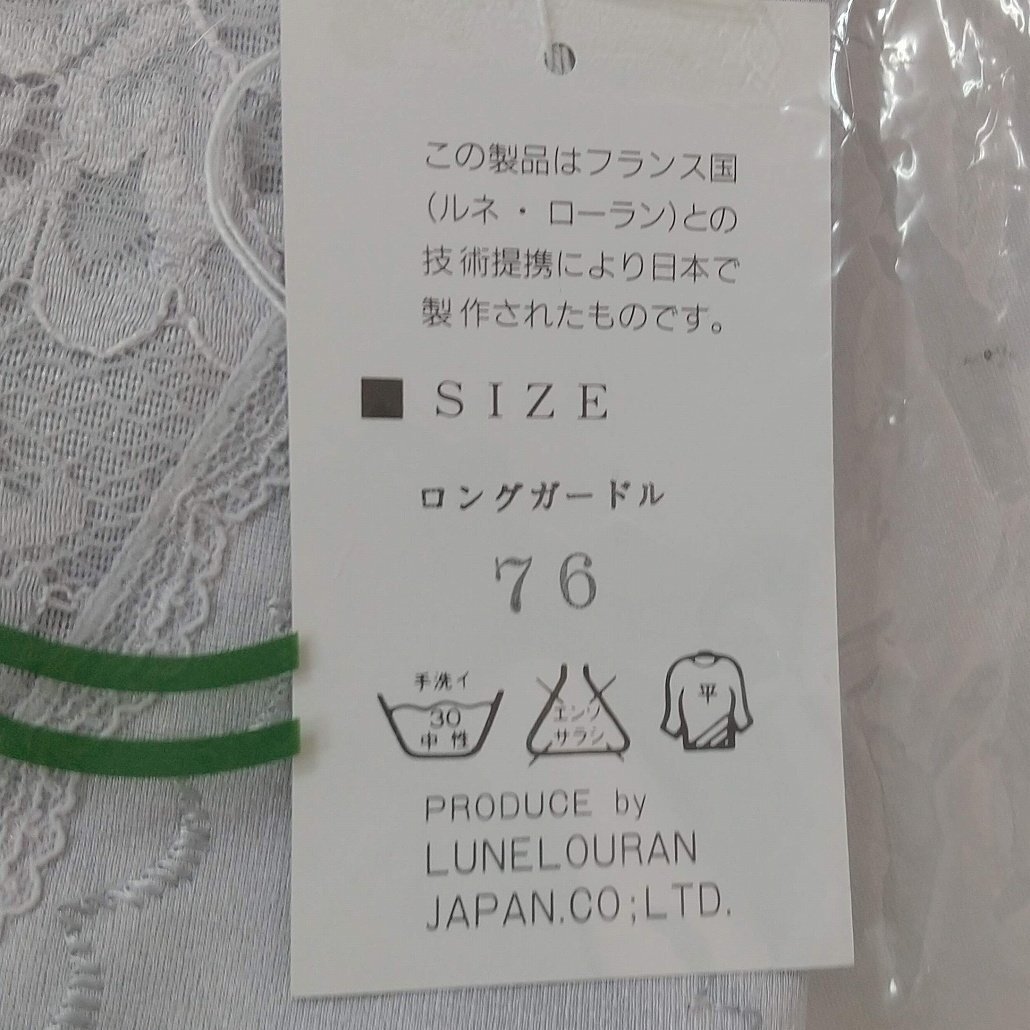 この製品はフランス国
(ルネ・ローラン)との
技術提携により日本で
製作されたものです。
■ SIZE
ロングガードル
76
手洗イ
30
中性
エンソ
サラシ
平
PRODUCE by
LUNELOURAN
JAPAN.CO;LTD.